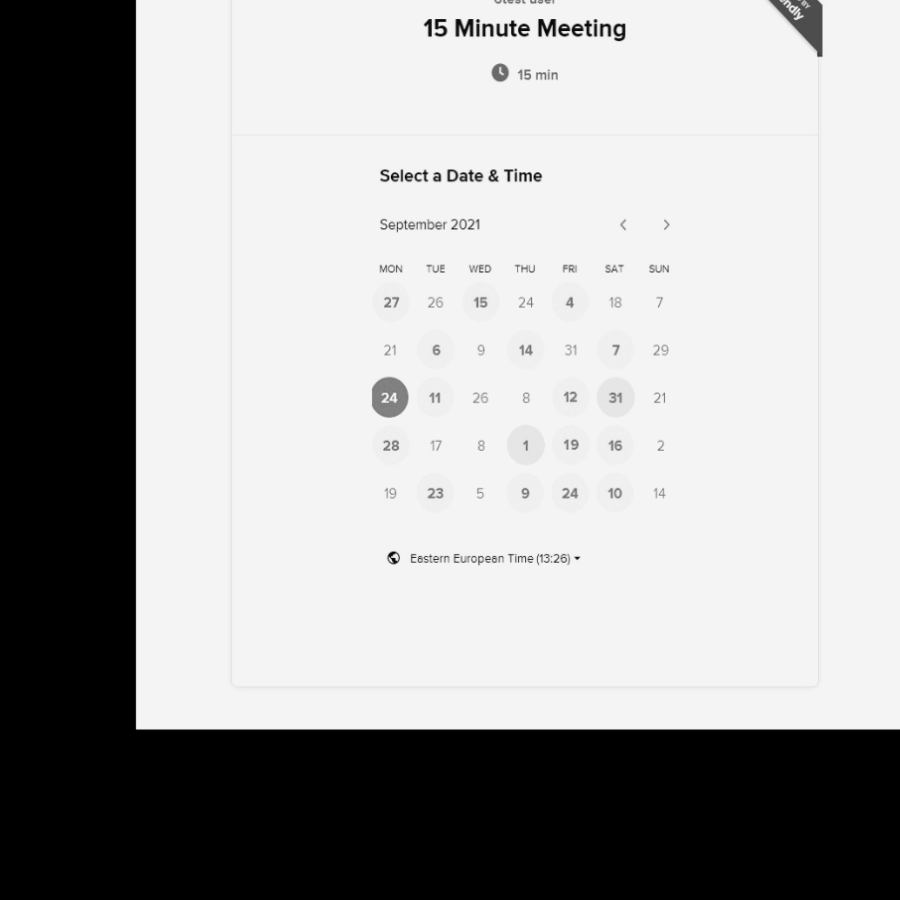 15 Minute Meeting
15 min
Select a Date & Time
September 2021
MON TUE WED THU FRI SAT SUN
27 26 15 24 4 18 7
21 6 9 14 31 7 29
24 11 26 8 12 31 21
28 17 8 1 19 16 2
19 23 5 9 24 10 14
Eastern European Time (13:26)